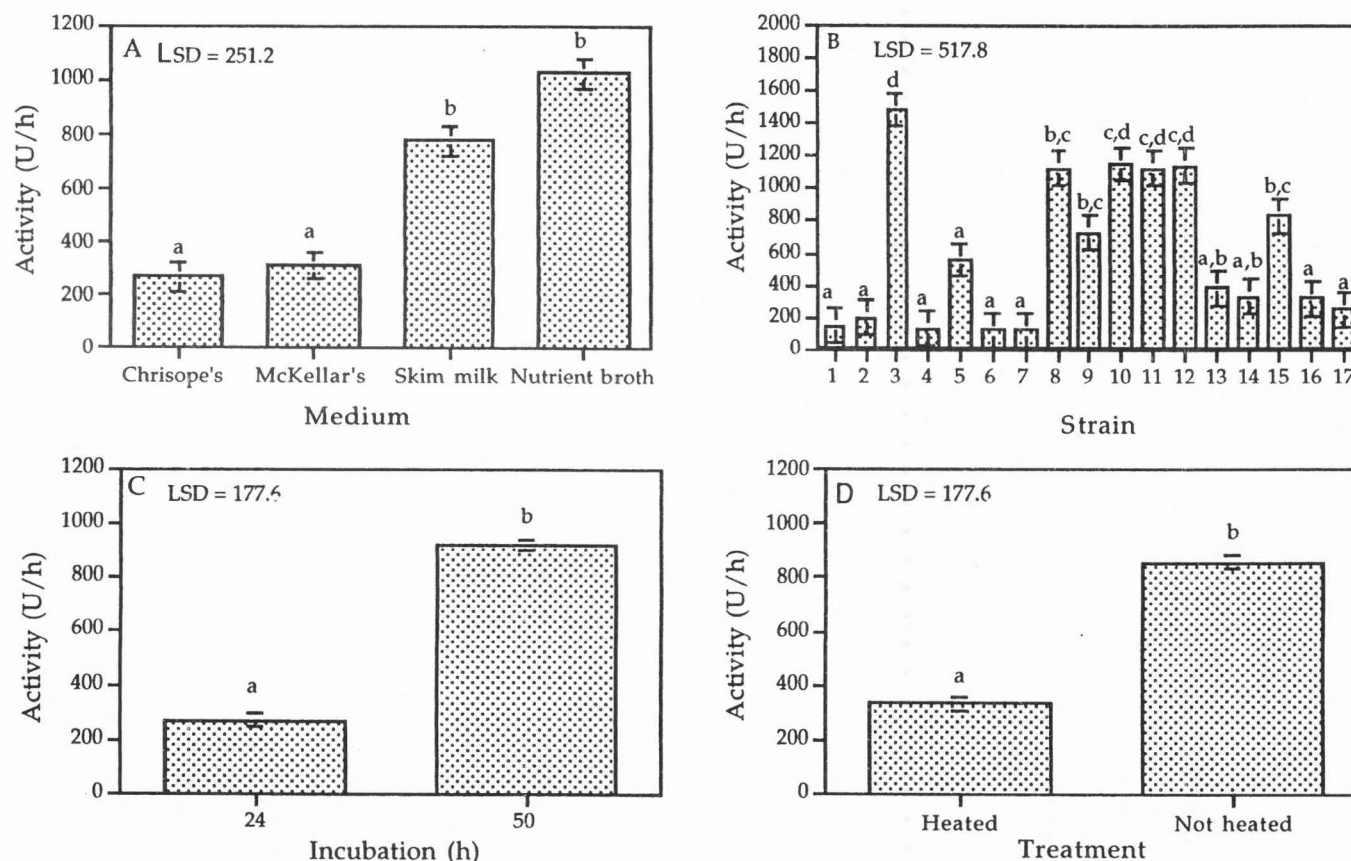 A LSD = 251.2
Activity (U/h)
1200
1000
800
600
400
200
0
a
a
b
b
Chrisope's McKellar's Skim milk Nutrient broth
Medium
B LSD = 517.8
Activity (U/h)
2000
1800
1600
1400
1200
1000
800
600
400
200
0
a a d a a a a b,c b,c c,d c,d c,d a,b a,b b,c a a
1 2 3 4 5 6 7 8 9 10 11 12 13 14 15 16 17
Strain
C LSD = 177.6
Activity (U/h)
1200
1000
800
600
400
200
0
a
b
24 50
Incubation (h)
D LSD = 177.6
Activity (U/h)
1200
1000
800
600
400
200
0
a
b
Heated Not heated
Treatment